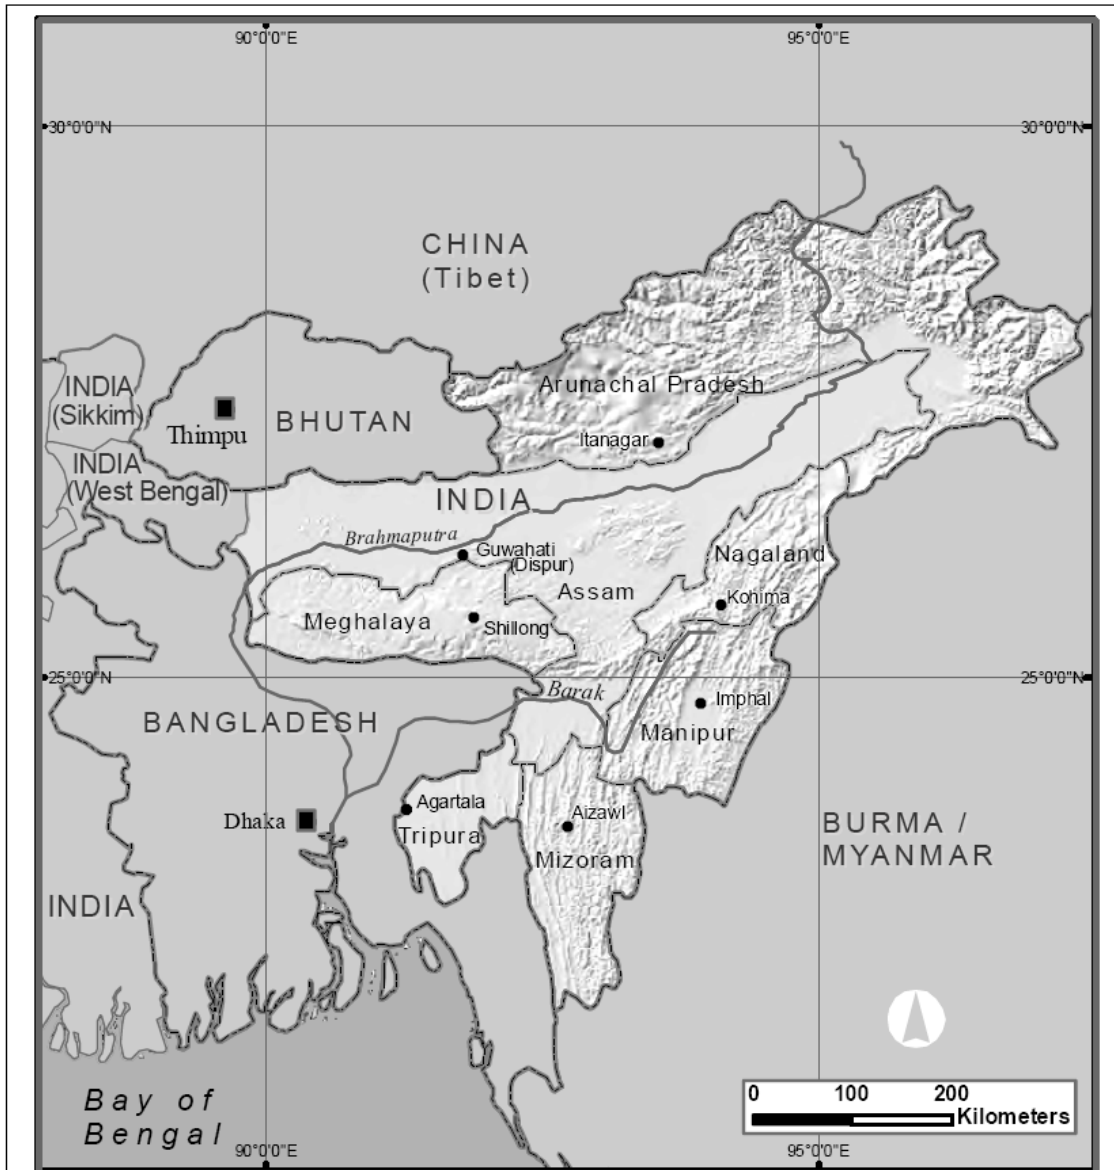 90°0'0"E
95°0'0"E
30°0'0"N
30°0'0"N
CHINA
(Tibet)
INDIA
(Sikkim)
Thimpu
BHUTAN
Arunachal Pradesh
Itanagar
INDIA
(West Bengal)
INDIA
Brahmaputra
Guwahati
(Dispur)
Nagaland
Assam
Kohima
Meghalaya
Shillong
25°0'0"N
25°0'0"N
Barak
Imphal
BANGLADESH
Manipur
Agartala
Aizawl
Dhaka
Tripura
BURMA /
MYANMAR
Mizoram
INDIA
Bay of
Bengal
0 100 200
Kilometers
90°0'0"E
95°0'0"E